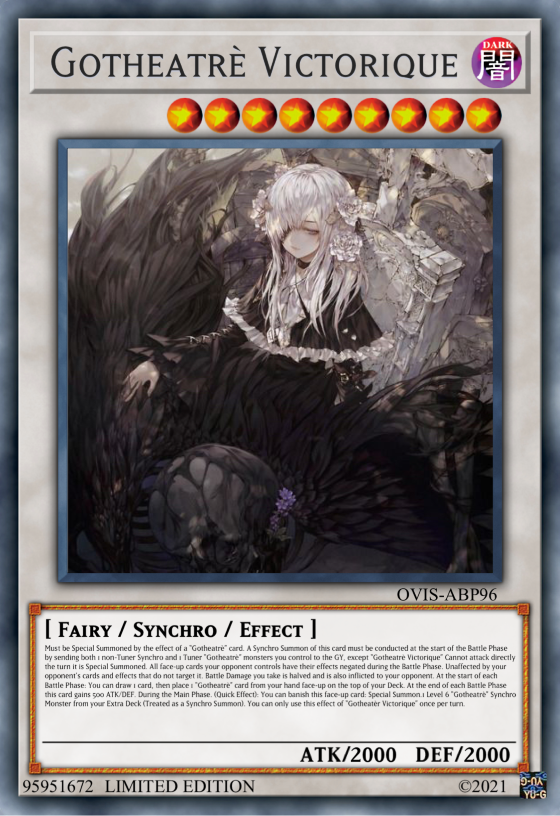 Gotheatrè Victorique
DARK
闇
OVIS-ABP96
[ Fairy / Synchro / Effect ]
Must be Special Summoned by the effect of a "Gotheatrè" card. A Synchro Summon of this card must be conducted at the start of the Battle Phase
by sending both 1 non-Tuner Synchro and 1 Tuner "Gotheatrè" monsters you control to the GY, except "Gotheatrè Victorique" Cannot attack directly
the turn it is Special Summoned. All face-up cards your opponent controls have their effects negated during the Battle Phase. Unaffected by your
opponent's cards and effects that do not target it. Battle Damage you take is halved and is also inflicted to your opponent. At the start of each
Battle Phase: You can draw 1 card, then place 1 "Gotheatrè" card from your hand face-up on the top of your Deck. At the end of each Battle Phase
this card gains 500 ATK/DEF. During the Main Phase. (Quick Effect): You can banish this face-up card: Special Summon.1 Level 6 "Gotheatrè" Synchro
Monster from your Extra Deck (Treated as a Synchro Summon). You can only use this effect of "Gotheatèr Victorique" once per turn.
ATK/2000 DEF/2000
95951672 LIMITED EDITION
©2021
YU-G